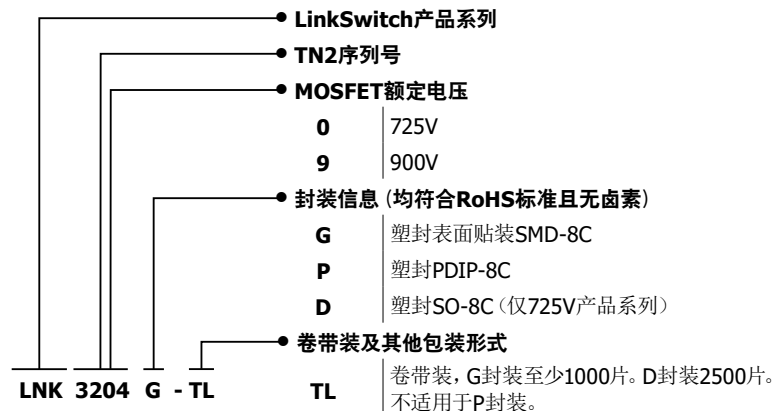 LinkSwitch产品系列
TN2序列号
MOSFET额定电压
0 725V
9 900V
封装信息（均符合RoHS标准且无卤素）
G 塑封表面贴装SMD-8C
P 塑封PDIP-8C
D 塑封SO-8C（仅725V产品系列）
卷带装及其他包装形式
TL 卷带装，G封装至少1000片。D封装2500片。
不适用于P封装。
LNK 3204 G - TL